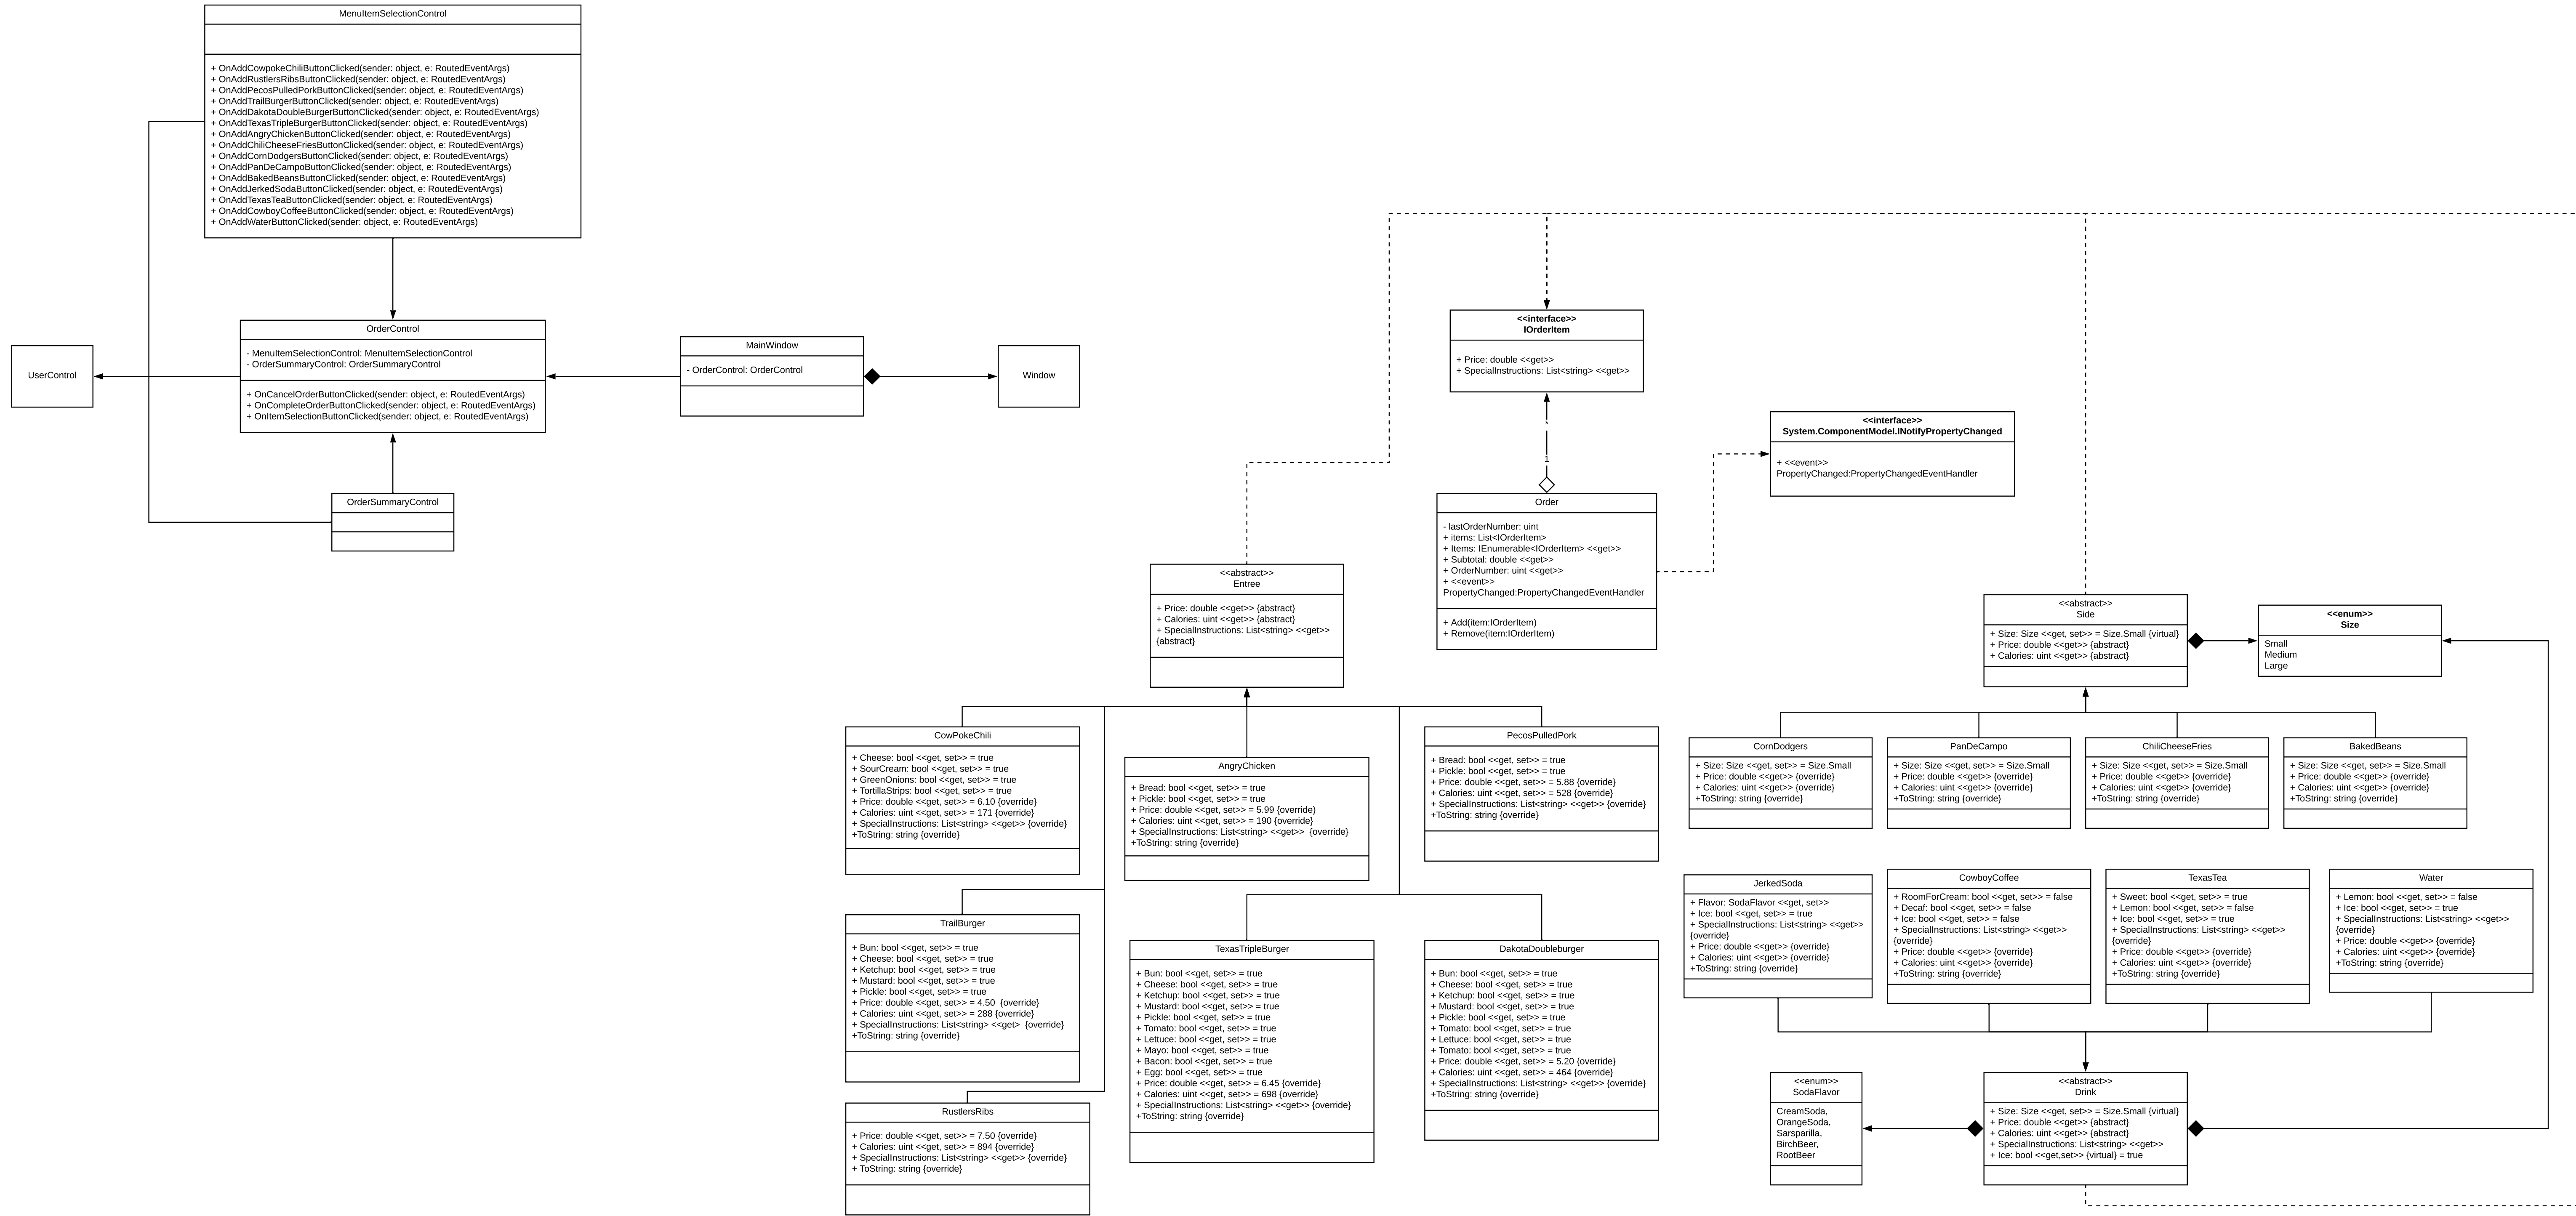 MenuItemSelectionControl
+ OnAddCowpokeChiliButtonClicked(sender: object, e: RoutedEventArgs)
+ OnAddRustlersRibsButtonClicked(sender: object, e: RoutedEventArgs)
+ OnAddPecosPulledPorkButtonClicked(sender: object, e: RoutedEventArgs)
+ OnAddTrailBurgerButtonClicked(sender: object, e: RoutedEventArgs)
+ OnAddDakotaDoubleBurgerButtonClicked(sender: object, e: RoutedEventArgs)
+ OnAddTexasTripleBurgerButtonClicked(sender: object, e: RoutedEventArgs)
+ OnAddAngryChickenButtonClicked(sender: object, e: RoutedEventArgs)
+ OnAddChiliCheeseFriesButtonClicked(sender: object, e: RoutedEventArgs)
+ OnAddCornDodgersButtonClicked(sender: object, e: RoutedEventArgs)
+ OnAddPanDeCampoButtonClicked(sender: object, e: RoutedEventArgs)
+ OnAddBakedBeansButtonClicked(sender: object, e: RoutedEventArgs)
+ OnAddJerkedSodaButtonClicked(sender: object, e: RoutedEventArgs)
+ OnAddTexasTeaButtonClicked(sender: object, e: RoutedEventArgs)
+ OnAddCowboyCoffeeButtonClicked(sender: object, e: RoutedEventArgs)
+ OnAddWaterButtonClicked(sender: object, e: RoutedEventArgs)
UserControl
OrderControl
- MenuItemSelectionControl: MenuItemSelectionControl
- OrderSummaryControl: OrderSummaryControl
+ OnCancelOrderButtonClicked(sender: object, e: RoutedEventArgs)
+ OnCompleteOrderButtonClicked(sender: object, e: RoutedEventArgs)
+ OnItemSelectionButtonClicked(sender: object, e: RoutedEventArgs)
MainWindow
- OrderControl: OrderControl
Window
OrderSummaryControl
<<interface>>
IOrderItem
+ Price: double <<get>>
+ SpecialInstructions: List<string> <<get>>
*
1
<<interface>>
System.ComponentModel.INotifyPropertyChanged
+ <<event>>
PropertyChanged:PropertyChangedEventHandler
Order
- lastOrderNumber: uint
+ items: List<IOrderItem>
+ Items: IEnumerable<IOrderItem> <<get>>
+ Subtotal: double <<get>>
+ OrderNumber: uint <<get>>
+ <<event>>
PropertyChanged:PropertyChangedEventHandler
+ Add(item:IOrderItem)
+ Remove(item:IOrderItem)
<<abstract>>
Entree
+ Price: double <<get>> {abstract}
+ Calories: uint <<get>> {abstract}
+ SpecialInstructions: List<string> <<get>>
{abstract}
<<abstract>>
Side
+ Size: Size <<get, set>> = Size.Small {virtual}
+ Price: double <<get>> {abstract}
+ Calories: uint <<get>> {abstract}
<<enum>>
Size
Small
Medium
Large
CowPokeChili
+ Cheese: bool <<get, set>> = true
+ SourCream: bool <<get, set>> = true
+ GreenOnions: bool <<get, set>> = true
+ TortillaStrips: bool <<get, set>> = true
+ Price: double <<get, set>> = 6.10 {override}
+ Calories: uint <<get, set>> = 171 {override}
+ SpecialInstructions: List<string> <<get>> {override}
+ToString: string {override}
AngryChicken
+ Bread: bool <<get, set>> = true
+ Pickle: bool <<get, set>> = true
+ Price: double <<get, set>> = 5.99 {override)
+ Calories: uint <<get, set>> = 190 {override}
+ SpecialInstructions: List<string> <<get>>  {override}
+ToString: string {override}
PecosPulledPork
+ Bread: bool <<get, set>> = true
+ Pickle: bool <<get, set>> = true
+ Price: double <<get, set>> = 5.88 {override}
+ Calories: uint <<get, set>> = 528 {override}
+ SpecialInstructions: List<string> <<get>> {override}
+ToString: string {override}
CornDodgers
+ Size: Size <<get, set>> = Size.Small
+ Price: double <<get>> {override}
+ Calories: uint <<get>> {override}
+ToString: string {override}
PanDeCampo
+ Size: Size <<get, set>> = Size.Small
+ Price: double <<get>> {override}
+ Calories: uint <<get>> {override}
+ToString: string {override}
ChiliCheeseFries
+ Size: Size <<get, set>> = Size.Small
+ Price: double <<get>> {override}
+ Calories: uint <<get>> {override}
+ToString: string {override}
BakedBeans
+ Size: Size <<get, set>> = Size.Small
+ Price: double <<get>> {override}
+ Calories: uint <<get>> {override}
+ToString: string {override}
TrailBurger
+ Bun: bool <<get, set>> = true
+ Cheese: bool <<get, set>> = true
+ Ketchup: bool <<get, set>> = true
+ Mustard: bool <<get, set>> = true
+ Pickle: bool <<get, set>> = true
+ Price: double <<get, set>> = 4.50  {override}
+ Calories: uint <<get, set>> = 288 {override}
+ SpecialInstructions: List<string> <<get>  {override}
+ToString: string {override}
TexasTripleBurger
+ Bun: bool <<get, set>> = true
+ Cheese: bool <<get, set>> = true
+ Ketchup: bool <<get, set>> = true
+ Mustard: bool <<get, set>> = true
+ Pickle: bool <<get, set>> = true
+ Tomato: bool <<get, set>> = true
+ Lettuce: bool <<get, set>> = true
+ Mayo: bool <<get, set>> = true
+ Bacon: bool <<get, set>> = true
+ Egg: bool <<get, set>> = true
+ Price: double <<get, set>> = 6.45 {override}
+ Calories: uint <<get, set>> = 698 {override}
+ SpecialInstructions: List<string> <<get>> {override}
+ToString: string {override}
DakotaDoubleburger
+ Bun: bool <<get, set>> = true
+ Cheese: bool <<get, set>> = true
+ Ketchup: bool <<get, set>> = true
+ Mustard: bool <<get, set>> = true
+ Pickle: bool <<get, set>> = true
+ Tomato: bool <<get, set>> = true
+ Lettuce: bool <<get, set>> = true
+ Tomato: bool <<get, set>> = true
+ Price: double <<get, set>> = 5.20 {override}
+ Calories: uint <<get, set>> = 464 {override}
+ SpecialInstructions: List<string> <<get>> {override}
+ToString: string {override}
RustlersRibs
+ Price: double <<get, set>> = 7.50 {override}
+ Calories: uint <<get, set>> = 894 {override}
+ SpecialInstructions: List<string> <<get>> {override}
+ ToString: string {override}
JerkedSoda
+ Flavor: SodaFlavor <<get, set>>
+ Ice: bool <<get, set>> = true
+ SpecialInstructions: List<string> <<get>>
{override}
+ Price: double <<get>> {override}
+ Calories: uint <<get>> {override}
+ToString: string {override}
CowboyCoffee
+ RoomForCream: bool <<get, set>> = false
+ Decaf: bool <<get, set>> = false
+ Ice: bool <<get, set>> = false
+ SpecialInstructions: List<string> <<get>>
{override}
+ Price: double <<get>> {override}
+ Calories: uint <<get>> {override}
+ToString: string {override}
TexasTea
+ Sweet: bool <<get, set>> = true
+ Lemon: bool <<get, set>> = false
+ Ice: bool <<get, set>> = true
+ SpecialInstructions: List<string> <<get>>
{override}
+ Price: double <<get>> {override}
+ Calories: uint <<get>> {override}
+ToString: string {override}
Water
+ Lemon: bool <<get, set>> = false
+ Ice: bool <<get, set>> = true
+ SpecialInstructions: List<string> <<get>>
{override}
+ Price: double <<get>> {override}
+ Calories: uint <<get>> {override}
+ToString: string {override}
<<enum>>
SodaFlavor
CreamSoda,
OrangeSoda,
Sarsparilla,
BirchBeer,
RootBeer
<<abstract>>
Drink
+ Size: Size <<get, set>> = Size.Small {virtual}
+ Price: double <<get>> {abstract}
+ Calories: uint <<get>> {abstract}
+ SpecialInstructions: List<string> <<get>>
+ Ice: bool <<get,set>> {virtual} = true